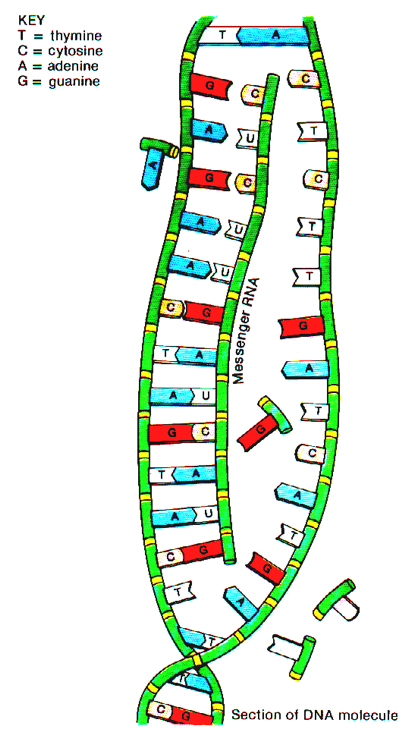 KEY
T = thymine
C = cytosine
A = adenine
G = guanine
T A
G C C
A U T
A
G C C
A U T
A U T
C G G
Messenger RNA
T A A
A U T
G C C
G
T A A
A U T
C G G
T A
T
C G
Section of DNA molecule